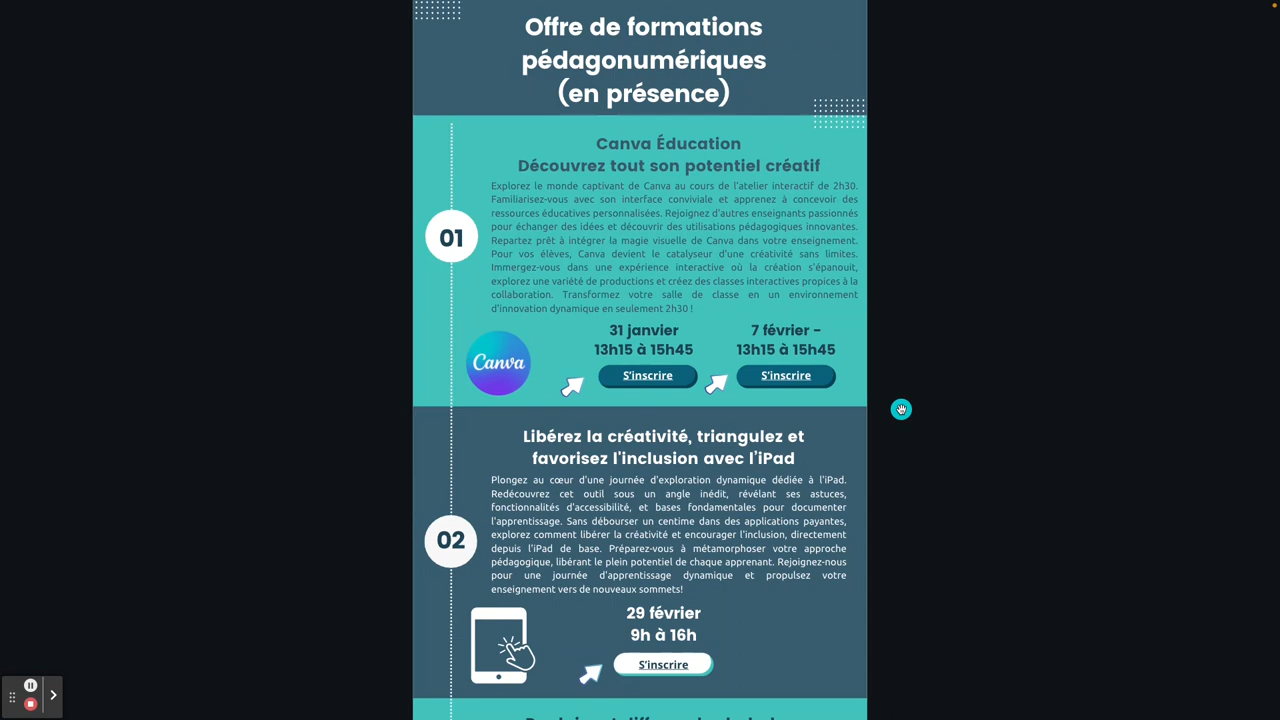 Offre de formations
pédagonumériques
(en présence)
Canva Éducation
Découvrez tout son potentiel créatif
Explorez le monde captivant de Canva au cours de l'atelier interactif de 2h30.
Familiarisez-vous avec son interface conviviale et apprenez à concevoir des
ressources éducatives personnalisées. Rejoignez d'autres enseignants passionnés
pour échanger des idées et découvrir des utilisations pédagogiques innovantes.
Repartez prêt à intégrer la magie visuelle de Canva dans votre enseignement.
Pour vos élèves, Canva devient le catalyseur d'une créativité sans limites.
Immergez-vous dans une expérience interactive où la création s'épanouit,
explorez une variété de productions et créez des classes interactives propices à la
collaboration. Transformez votre salle de classe en un environnement
d'innovation dynamique en seulement 2h30 !
01
Canva
31 janvier
13h15 à 15h45
S'inscrire
7 février -
13h15 à 15h45
S'inscrire
Libérez la créativité, triangulez et
favorisez l'inclusion avec l'iPad
Plongez au cœur d'une journée d'exploration dynamique dédiée à l'iPad.
Redécouvrez cet outil sous un angle inédit, révélant ses astuces,
fonctionnalités d'accessibilité, et bases fondamentales pour documenter
l'apprentissage. Sans débourser un centime dans des applications payantes,
explorez comment libérer la créativité et encourager l'inclusion, directement
depuis l'iPad de base. Préparez-vous à métamorphoser votre approche
pédagogique, libérant le plein potentiel de chaque apprenant. Rejoignez-nous
pour une journée d'apprentissage dynamique et propulsez votre
enseignement vers de nouveaux sommets!
02
29 février
9h à 16h
S'inscrire